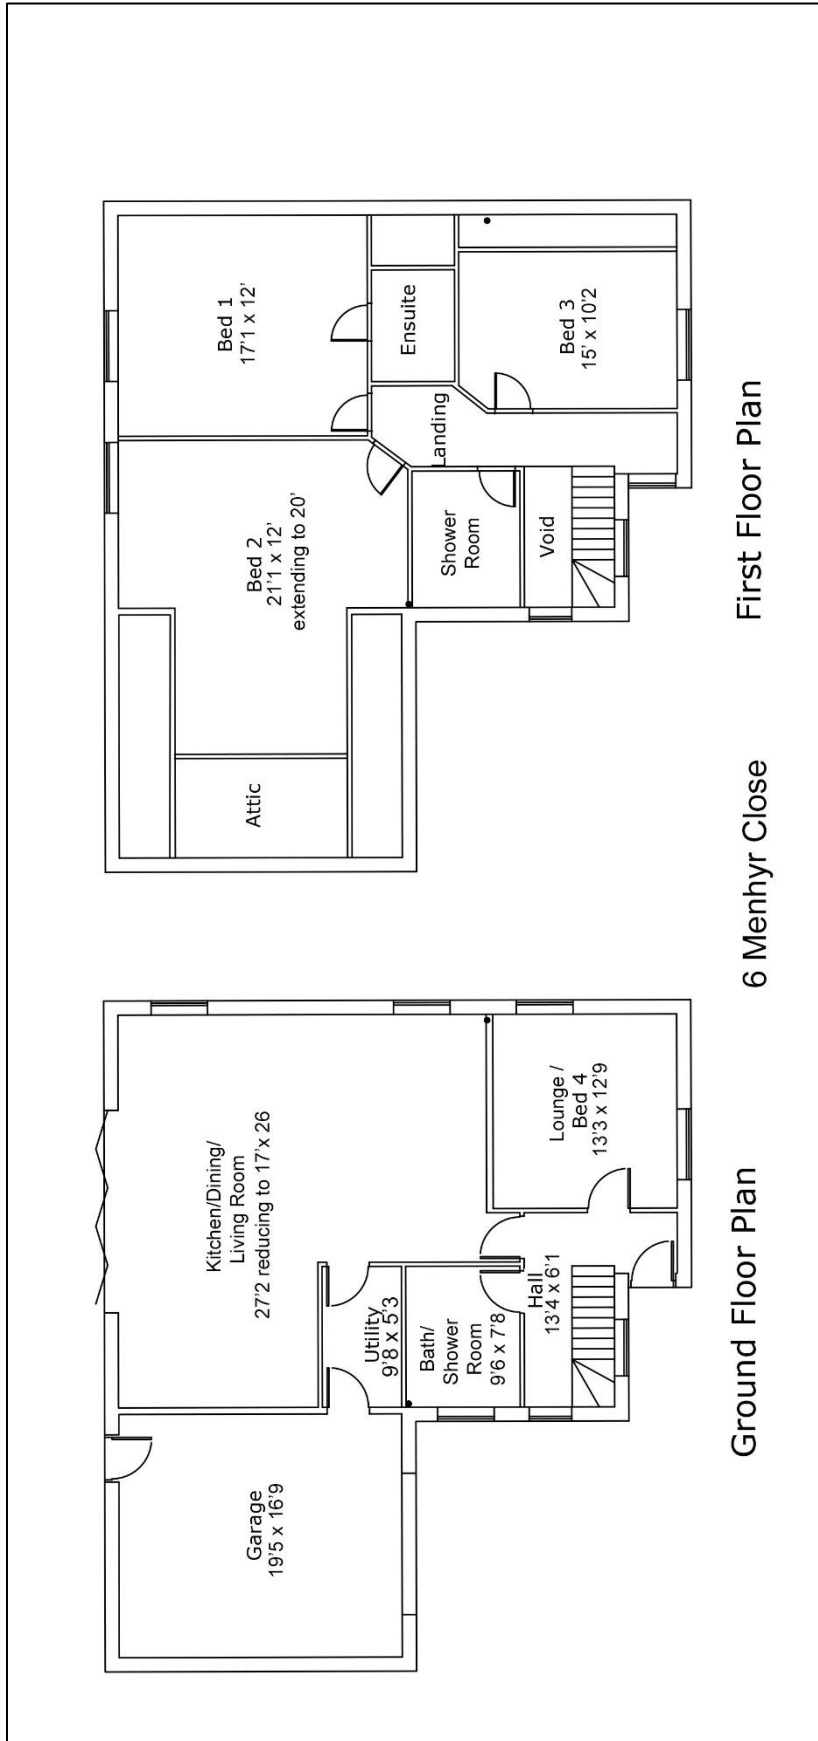 Garage
19'5 x 16'9
Kitchen/Dining/
Living Room
27'2 reducing to 17'x 26
Utility
9'8 x 5'3
Bath/
Shower
Room
9'6 x 7'8
Hall
13'4 x 6'1
Lounge /
Bed 4
13'3 x 12'9
Ground Floor Plan
6 Menhyr Close
Attic
Bed 2
21'1 x 12'
extending to 20'
Bed 1
17'1 x 12'
Ensuite
Landing
Shower
Room
Void
Bed 3
15' x 10'2
First Floor Plan